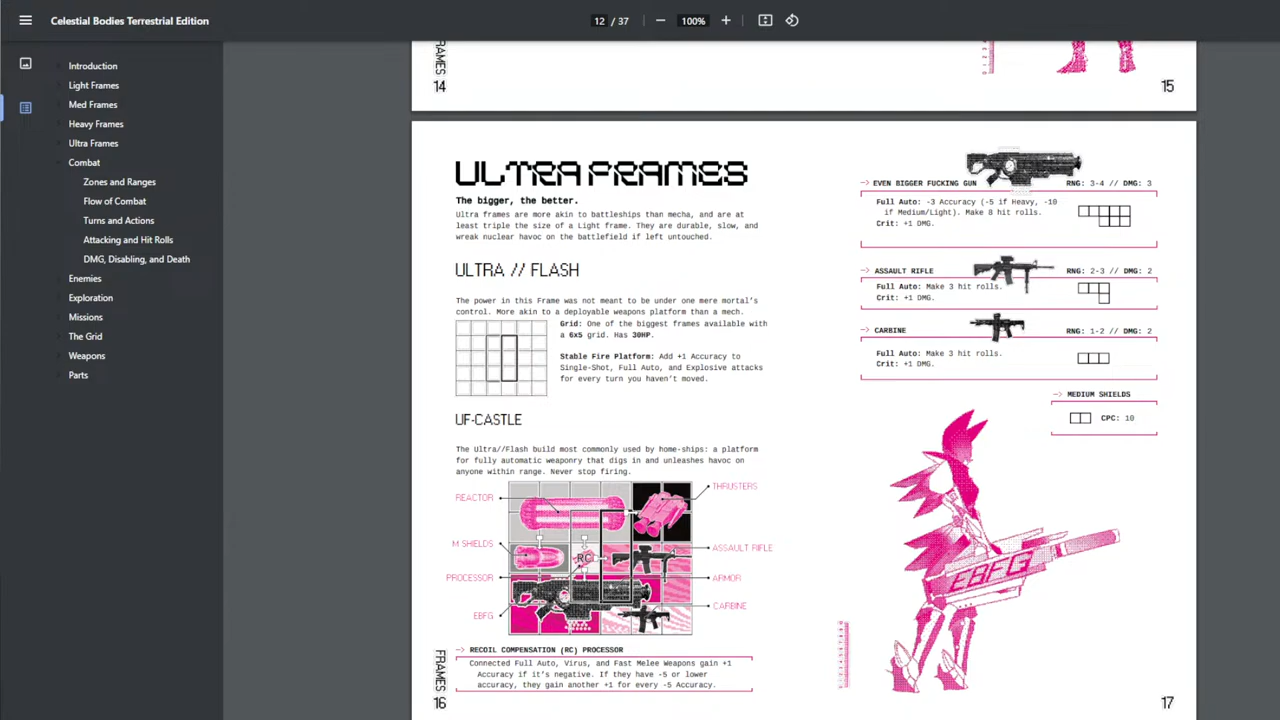 Celestial Bodies Terrestrial Edition
12 / 37
100%
Introduction
Light Frames
Med Frames
Heavy Frames
Ultra Frames
Combat
Zones and Ranges
Flow of Combat
Turns and Actions
Attacking and Hit Rolls
DMG, Disabling, and Death
Enemies
Exploration
Missions
The Grid
Weapons
Parts
FRAMES
14
15
ULTRA FRAMES
The bigger, the better.
Ultra frames are more akin to battleships than mecha, and are at
least triple the size of a Light frame. They are durable, slow, and
wreak nuclear havoc on the battlefield if left untouched.
ULTRA // FLASH
The power in this Frame was not meant to be under one mere mortal's
control. More akin to a deployable weapons platform than a mech.
Grid: One of the biggest frames available with
a 6x5 grid. Has 30HP.
Stable Fire Platform: Add +1 Accuracy to
Single-Shot, Full Auto, and Explosive attacks
for every turn you haven't moved.
UF-CASTLE
The Ultra//Flash build most commonly used by home-ships: a platform
for fully automatic weaponry that digs in and unleashes havoc on
anyone within range. Never stop firing.
REACTOR
M SHIELDS
PROCESSOR
EBFG
RC
THRUSTERS
ASSAULT RIFLE
ARMOR
CARBINE
RECOIL COMPENSATION (RC) PROCESSOR
Connected Full Auto, Virus, and Fast Melee Weapons gain +1
Accuracy if it's negative. If they have -5 or lower
accuracy, they gain another +1 for every -5 Accuracy.
FRAMES
16
EVEN BIGGER FUCKING GUN
RNG: 3-4 // DMG: 3
Full Auto: -3 Accuracy (-5 if Heavy, -10
if Medium/Light). Make 8 hit rolls.
Crit: +1 DMG.
ASSAULT RIFLE
RNG: 2-3 // DMG: 2
Full Auto: Make 3 hit rolls.
Crit: +1 DMG.
CARBINE
RNG: 1-2 // DMG: 2
Full Auto: Make 3 hit rolls.
Crit: +1 DMG.
MEDIUM SHIELDS
CPC: 10
EBFG
17